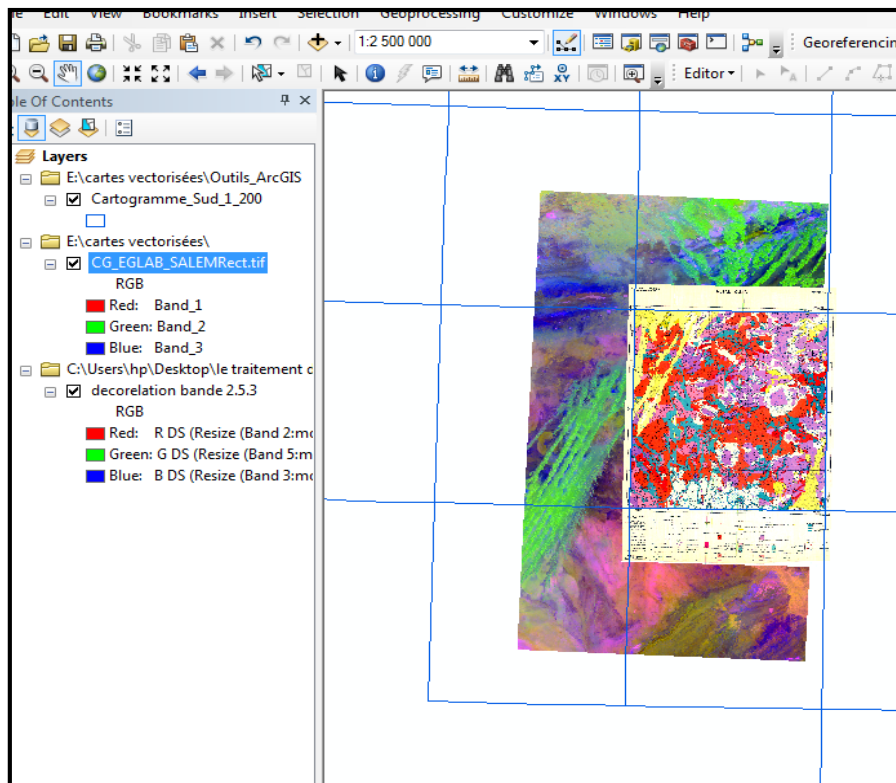 Edit View Bookmarks Insert Selection Geoprocessing Customize Windows Help
1:2 500 000
Georeferencin
Editor
ble Of Contents
Layers
E:\cartes vectorisées\Outils_ArcGIS
Cartogramme_Sud_1_200
E:\cartes vectorisées\
CG_EGLAB_SALEMRect.tif
RGB
Red: Band_1
Green: Band_2
Blue: Band_3
C:\Users\hp\Desktop\le traitement d
decorelation bande 2.5.3
RGB
Red: R DS (Resize (Band 2:mo
Green: G DS (Resize (Band 5:m
Blue: B DS (Resize (Band 3:mo